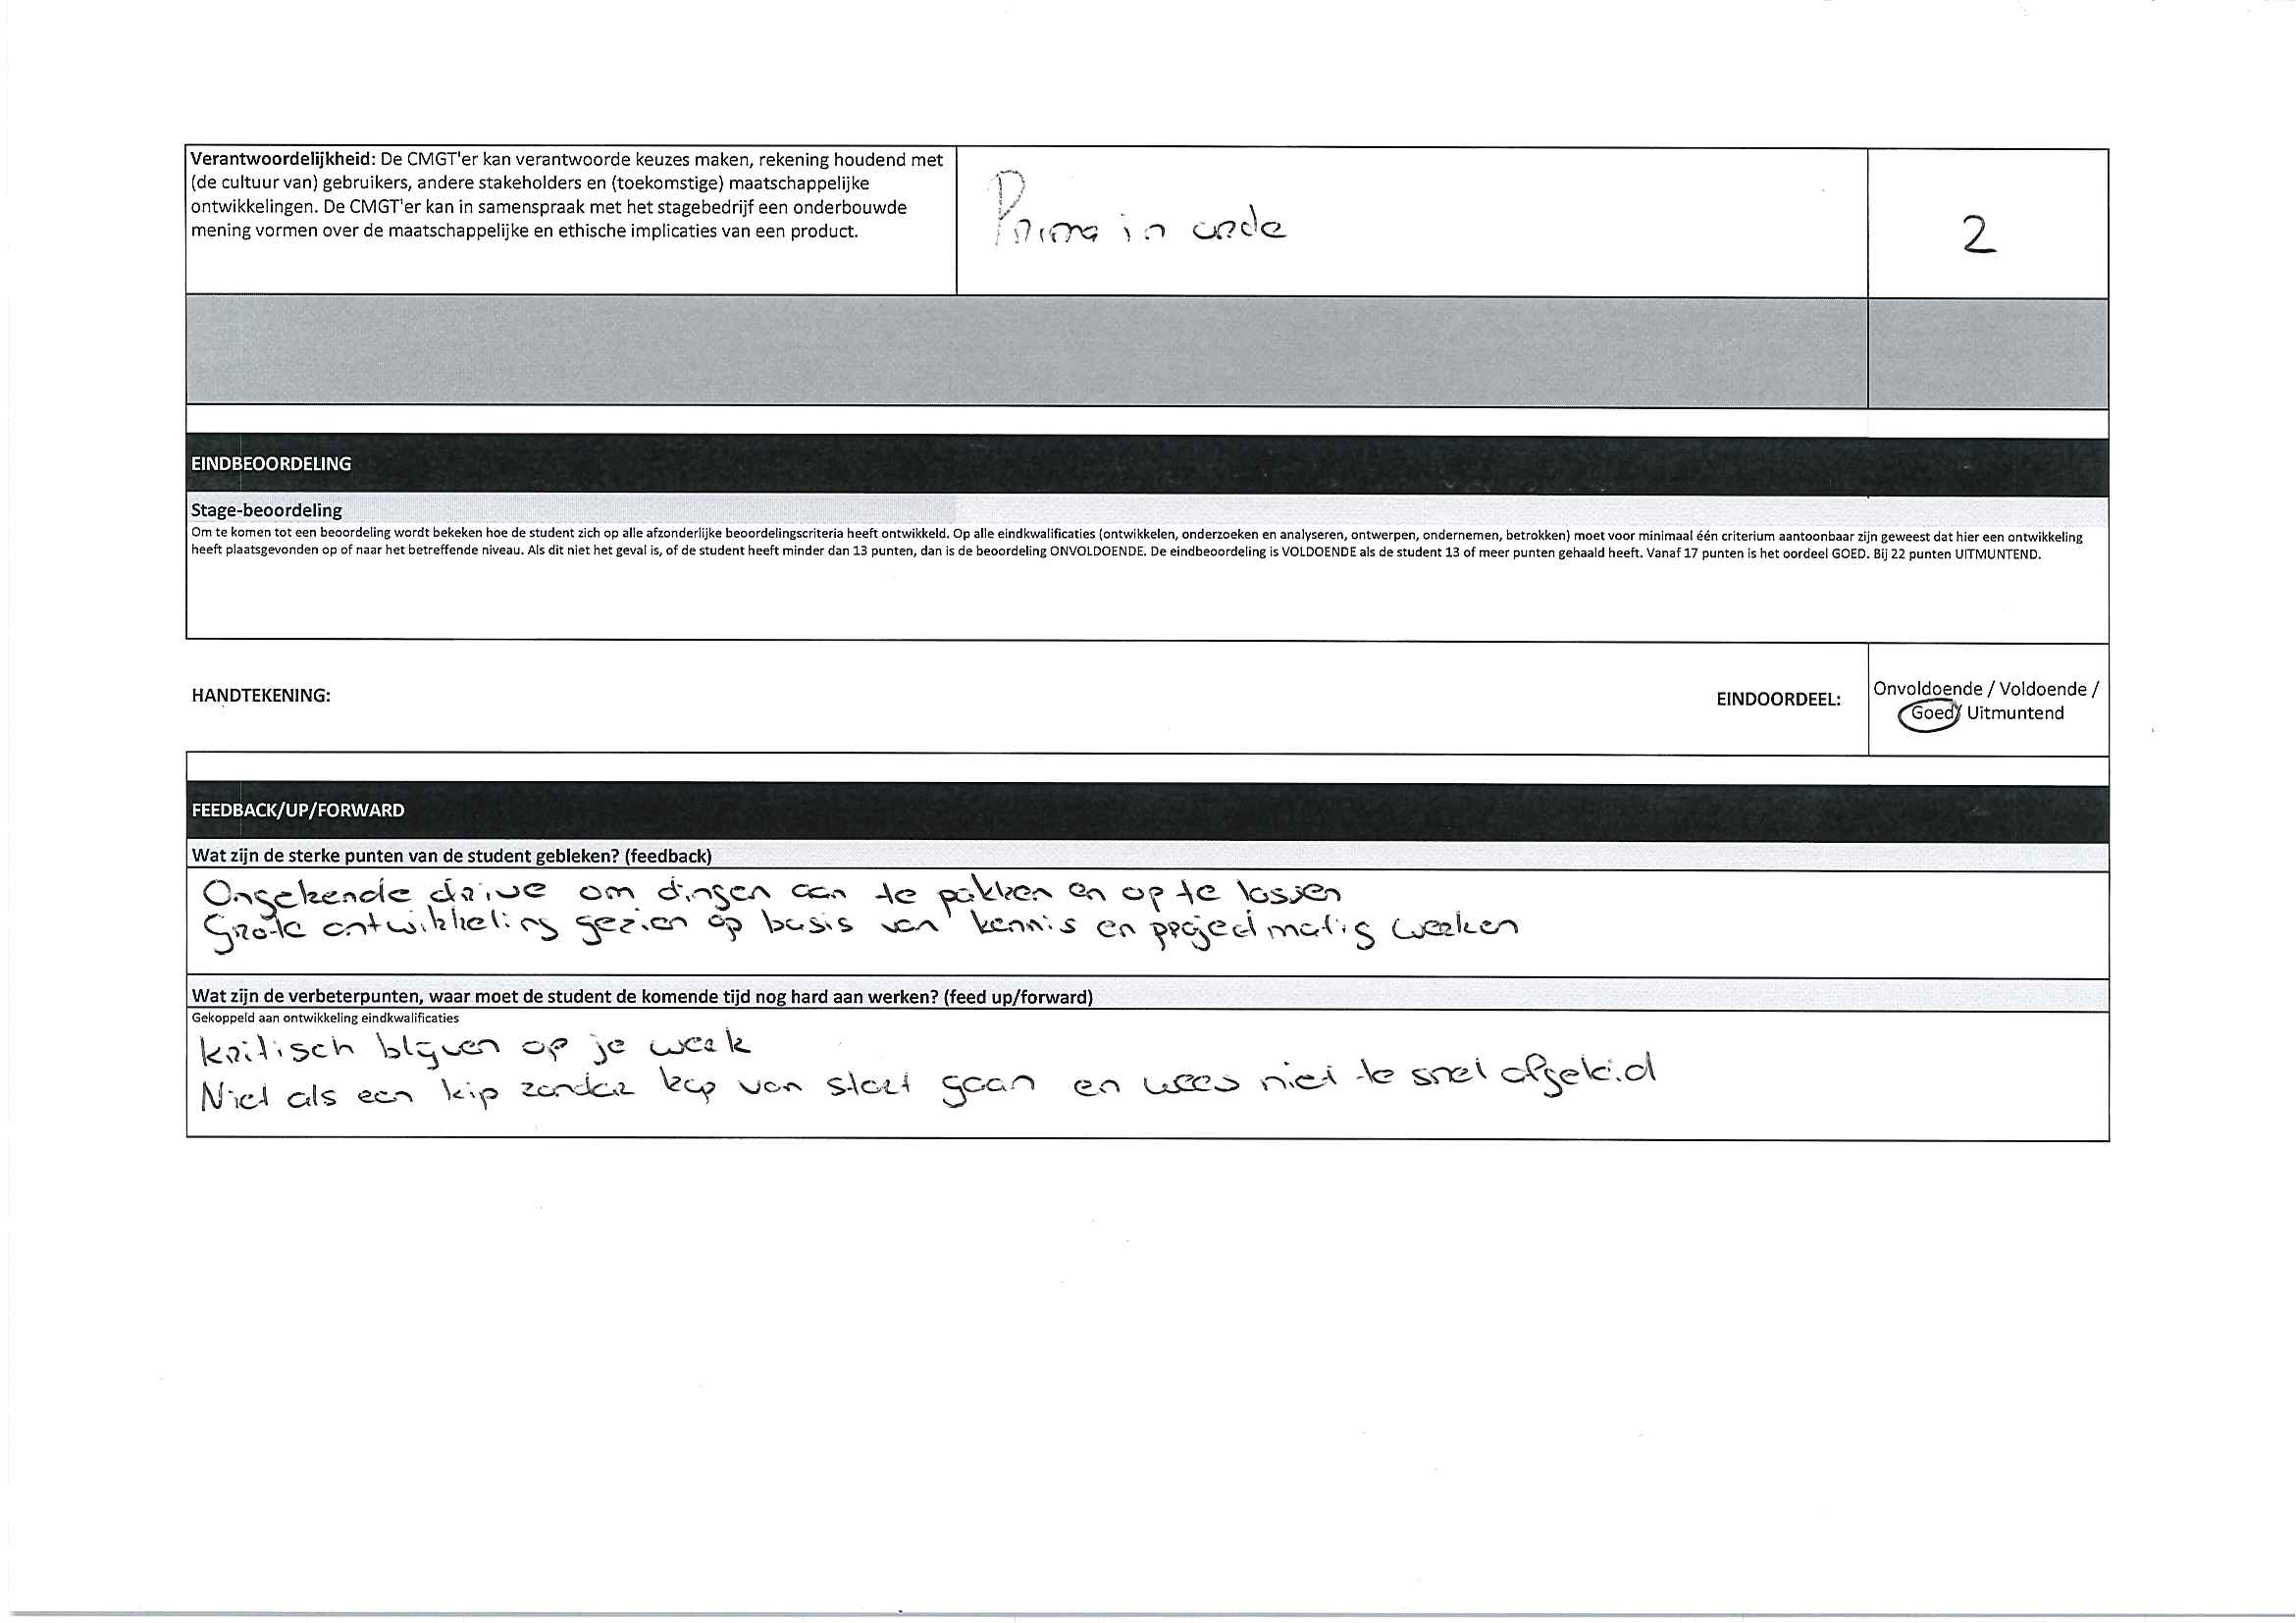 Verantwoordelijkheid: De CMGT'er kan verantwoorde keuzes maken, rekening houdend met
(de cultuur van) gebruikers, andere stakeholders en (toekomstige) maatschappelijke
ontwikkelingen. De CMGT'er kan in samenspraak met het stagebedrijf een onderbouwde
mening vormen over de maatschappelijke en ethische implicaties van een product.
Prima in orde
2
EINDBEOORDELING
Stage-beoordeling
Om te komen tot een beoordeling wordt bekeken hoe de student zich op alle afzonderlijke beoordelingscriteria heeft ontwikkeld. Op alle eindkwalificaties (ontwikkelen, onderzoeken en analyseren, ontwerpen, ondernemen, betrokken) moet voor minimaal één criterium aantoonbaar zijn geweest dat hier een ontwikkeling
heeft plaatsgevonden op of naar het betreffende niveau. Als dit niet het geval is, of de student heeft minder dan 13 punten, dan is de beoordeling ONVOLDOENDE. De eindbeoordeling is VOLDOENDE als de student 13 of meer punten gehaald heeft. Vanaf 17 punten is het oordeel GOED. Bij 22 punten UITMUNTEND.
HANDTEKENING:
EINDOORDEEL:
Onvoldoende / Voldoende /
Goed/ Uitmuntend
FEEDBACK/UP/FORWARD
Wat zijn de sterke punten van de student gebleken? (feedback)
Ongekende drive om dingen aan te pakken en op te lossen
Grote ontwikkeling gezien op basis van kennis en projectmatig werken
Wat zijn de verbeterpunten, waar moet de student de komende tijd nog hard aan werken? (feed up/forward)
Gekoppeld aan ontwikkeling eindkwalificaties
Kritisch blijven op je werk
Niet als een kip zonder kop van start gaan en wees niet te snel afgeleid